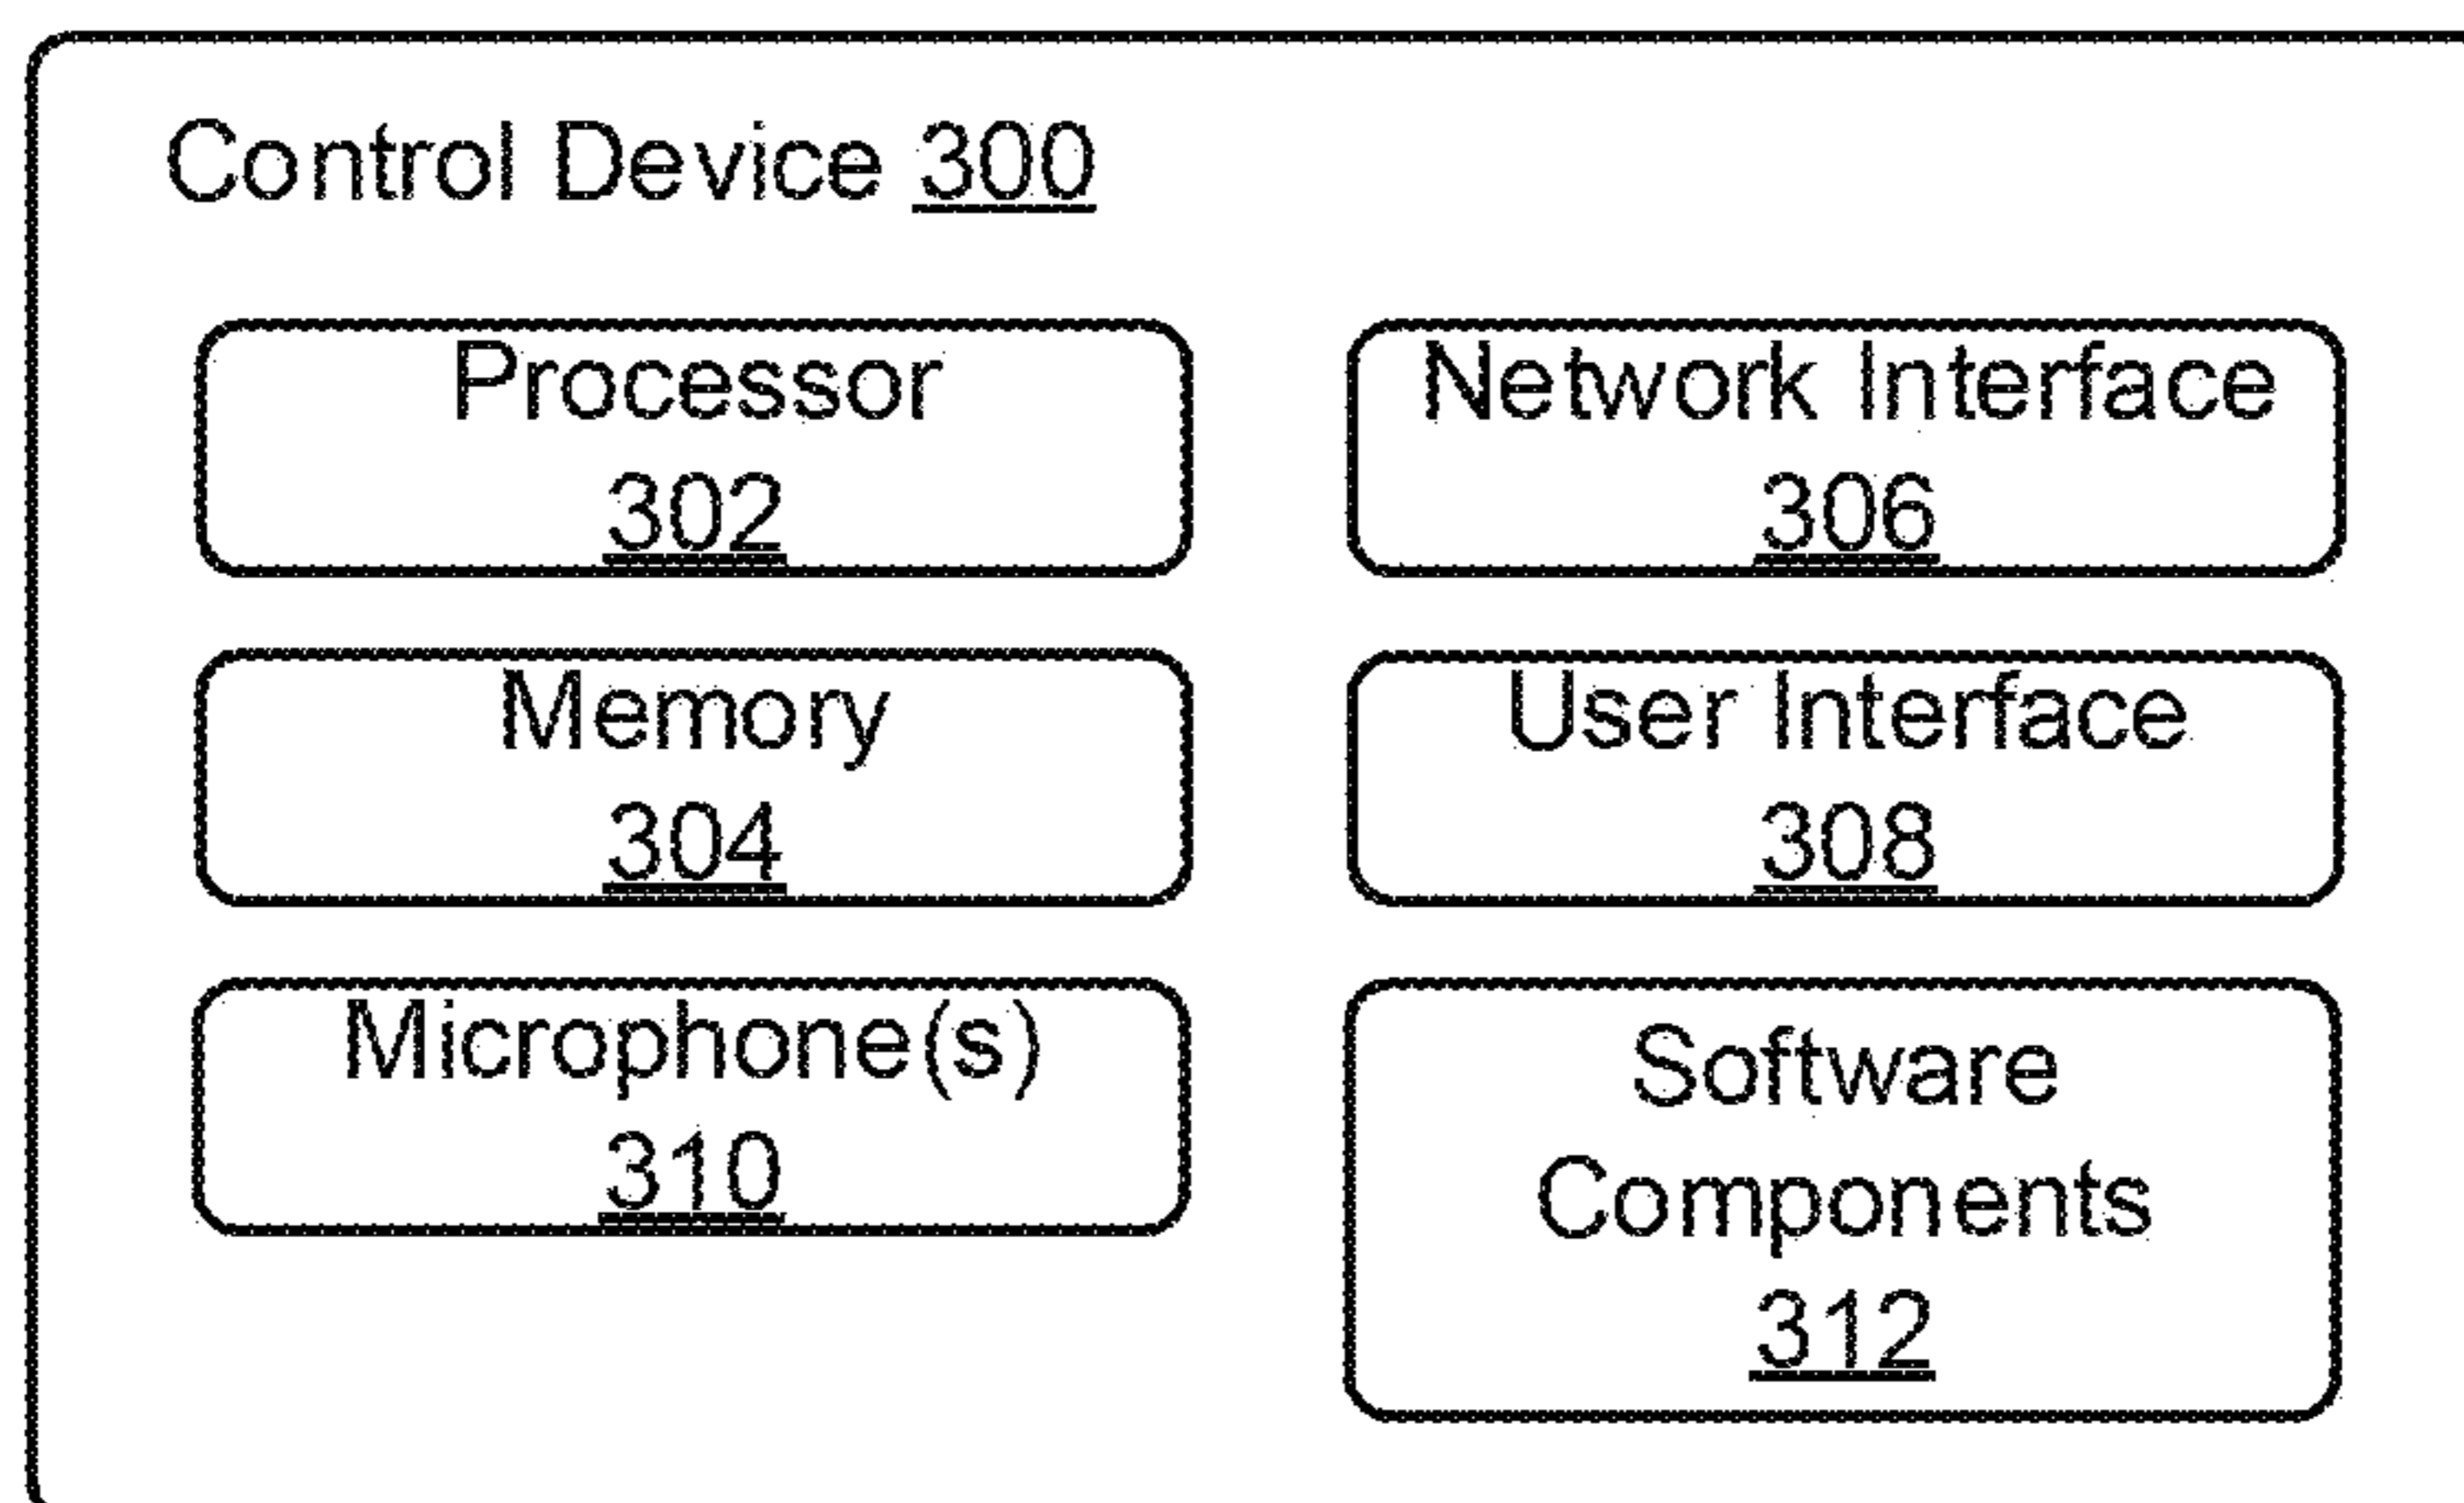 Control Device 300
Processor
302
Network Interface
306
Memory
304
User Interface
308
Microphone(s)
310
Software
Components
312